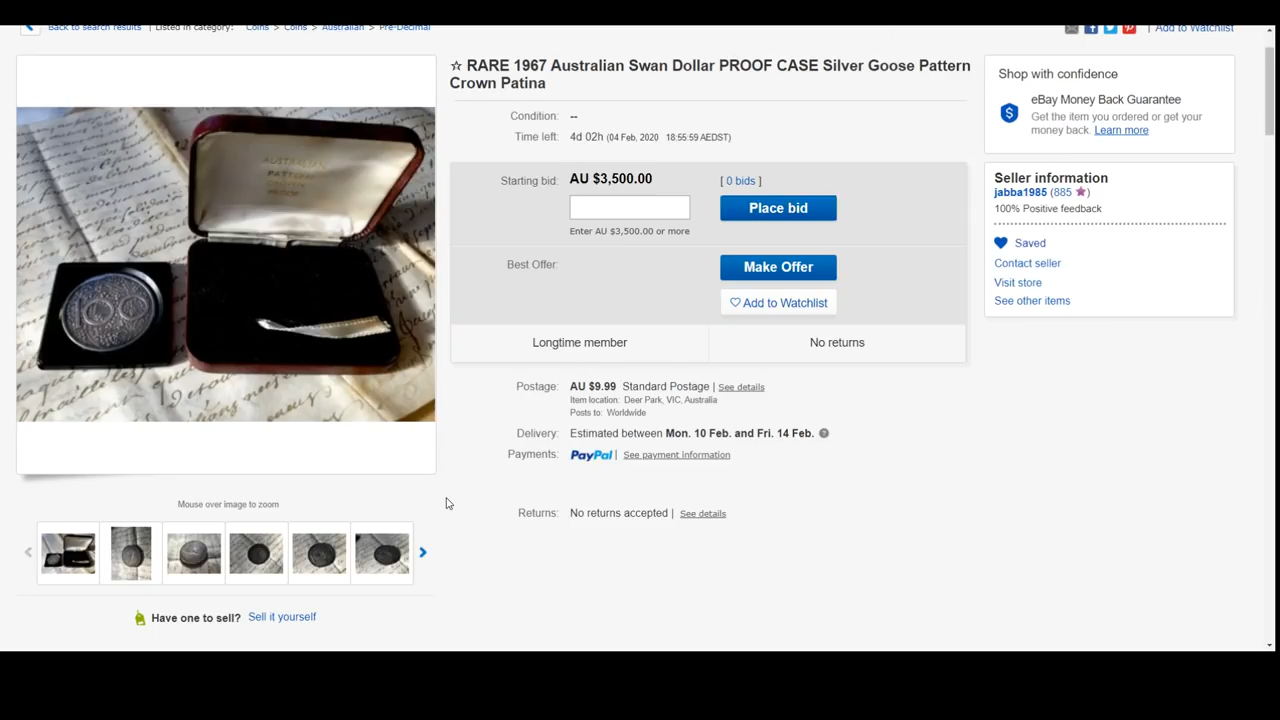 Back to search results | Listed in category: Coins > Coins > Australian > Pre-Decimal
| Add to Watchlist
☆ RARE 1967 Australian Swan Dollar PROOF CASE Silver Goose Pattern
Crown Patina
Condition: --
Time left: 4d 02h (04 Feb, 2020 18:55:59 AEDST)
Starting bid: AU $3,500.00 [ 0 bids ]
Place bid
Enter AU $3,500.00 or more
Best Offer: Make Offer
Add to Watchlist
Longtime member No returns
Postage: AU $9.99 Standard Postage | See details
Item location: Deer Park, VIC, Australia
Posts to: Worldwide
Delivery: Estimated between Mon. 10 Feb. and Fri. 14 Feb. ?
Payments: PayPal | See payment information
Returns: No returns accepted | See details
Shop with confidence
eBay Money Back Guarantee
Get the item you ordered or get your
money back. Learn more
Seller information
jabba1985 (885 ★)
100% Positive feedback
Saved
Contact seller
Visit store
See other items
AUSTRALIAN
PATTERN
CROWN
Mouse over image to zoom
Have one to sell? Sell it yourself